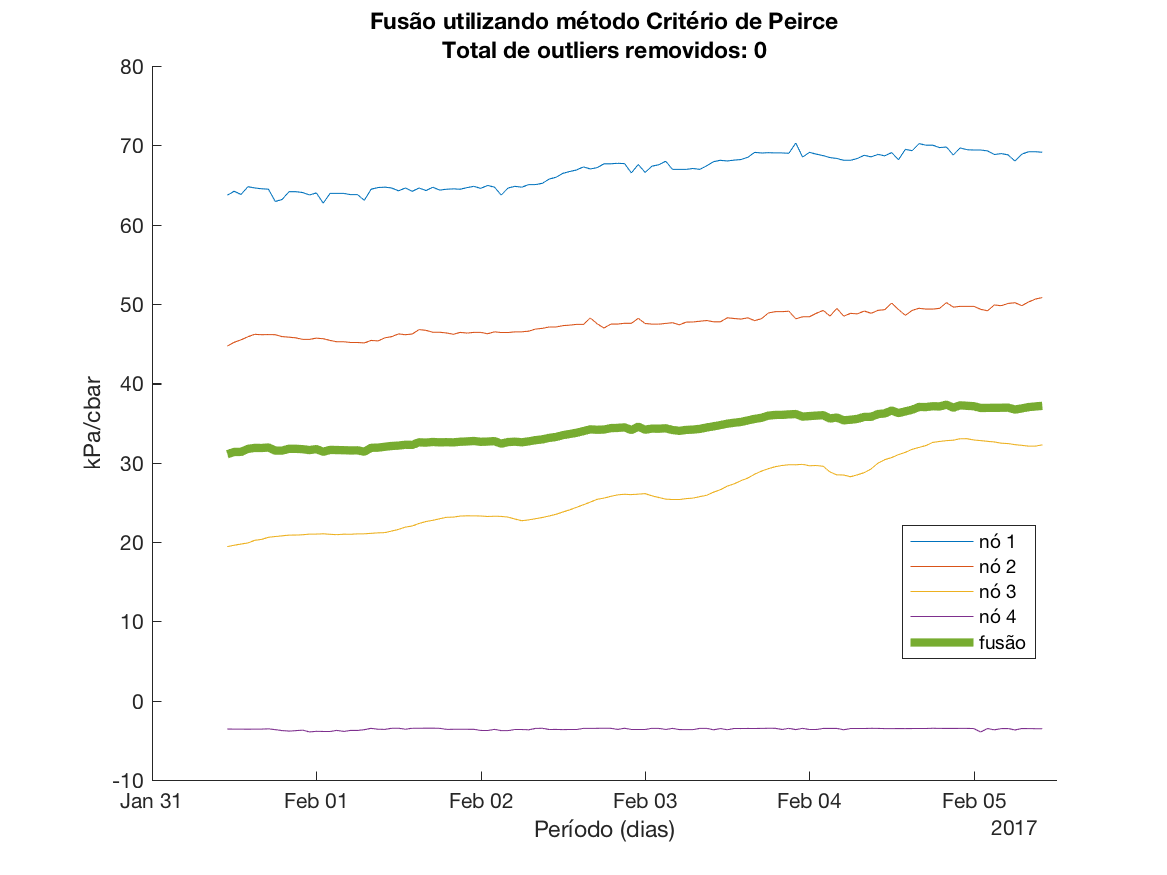 Fusão utilizando método Critério de Peirce
Total de outliers removidos: 0
80
70
60
50
40
30
20
10
0
-10
kPa/cbar
Jan 31
Feb 01
Feb 02
Feb 03
Feb 04
Feb 05
2017
Período (dias)
nó 1
nó 2
nó 3
nó 4
fusão